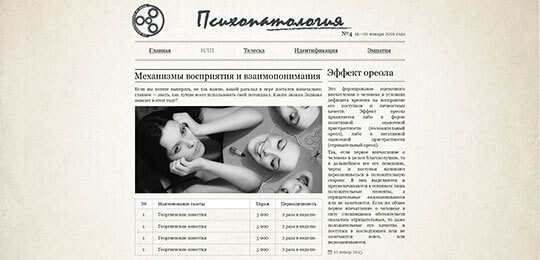 Психопатология
№4 19–26 января 2016 года
Главная НЛП Телеска Идентификация Эмпатия
Механизмы восприятия и взаимопонимания
Если вы хотите выиграть, не так важно, какой расклад в игре достался изначально;
главное – знать, как лучше всего использовать свой потенциал. Каким знакам Зодиака
повезет в этом году?
№ Наименование газеты Тираж Периодичность
1 Георгиевские известия 5 000 2 раза в неделю
1 Георгиевские известия 5 000 2 раза в неделю
1 Георгиевские известия 5 000 2 раза в неделю
1 Георгиевские известия 5 000 2 раза в неделю
Эффект ореола
Это формирование оценочного
впечатления о человеке в условиях
дефицита времени на восприятие
его поступков и личностных
качеств. Эффект ореола
проявляется либо в форме
позитивной оценочной
пристрастности (положительный
ореол), либо в негативной
оценочной пристрастности
(отрицательный ореол).
Так, если первое впечатление о
человеке в целом благоприятное, то
в дальнейшем все его поведение,
черты и поступки начинают
переоцениваться в положительную
сторону. В них выделяются и
преувеличиваются в основном лишь
положительные моменты, а
отрицательные недооцениваются
или не замечаются. Если же общее
первое впечатление о человеке в
силу сложившихся обстоятельств
оказалось отрицательным, то даже
положительные его качества и
поступки в последующем или не
замечаются вовсе, или
недооцениваются.
12 января 2015